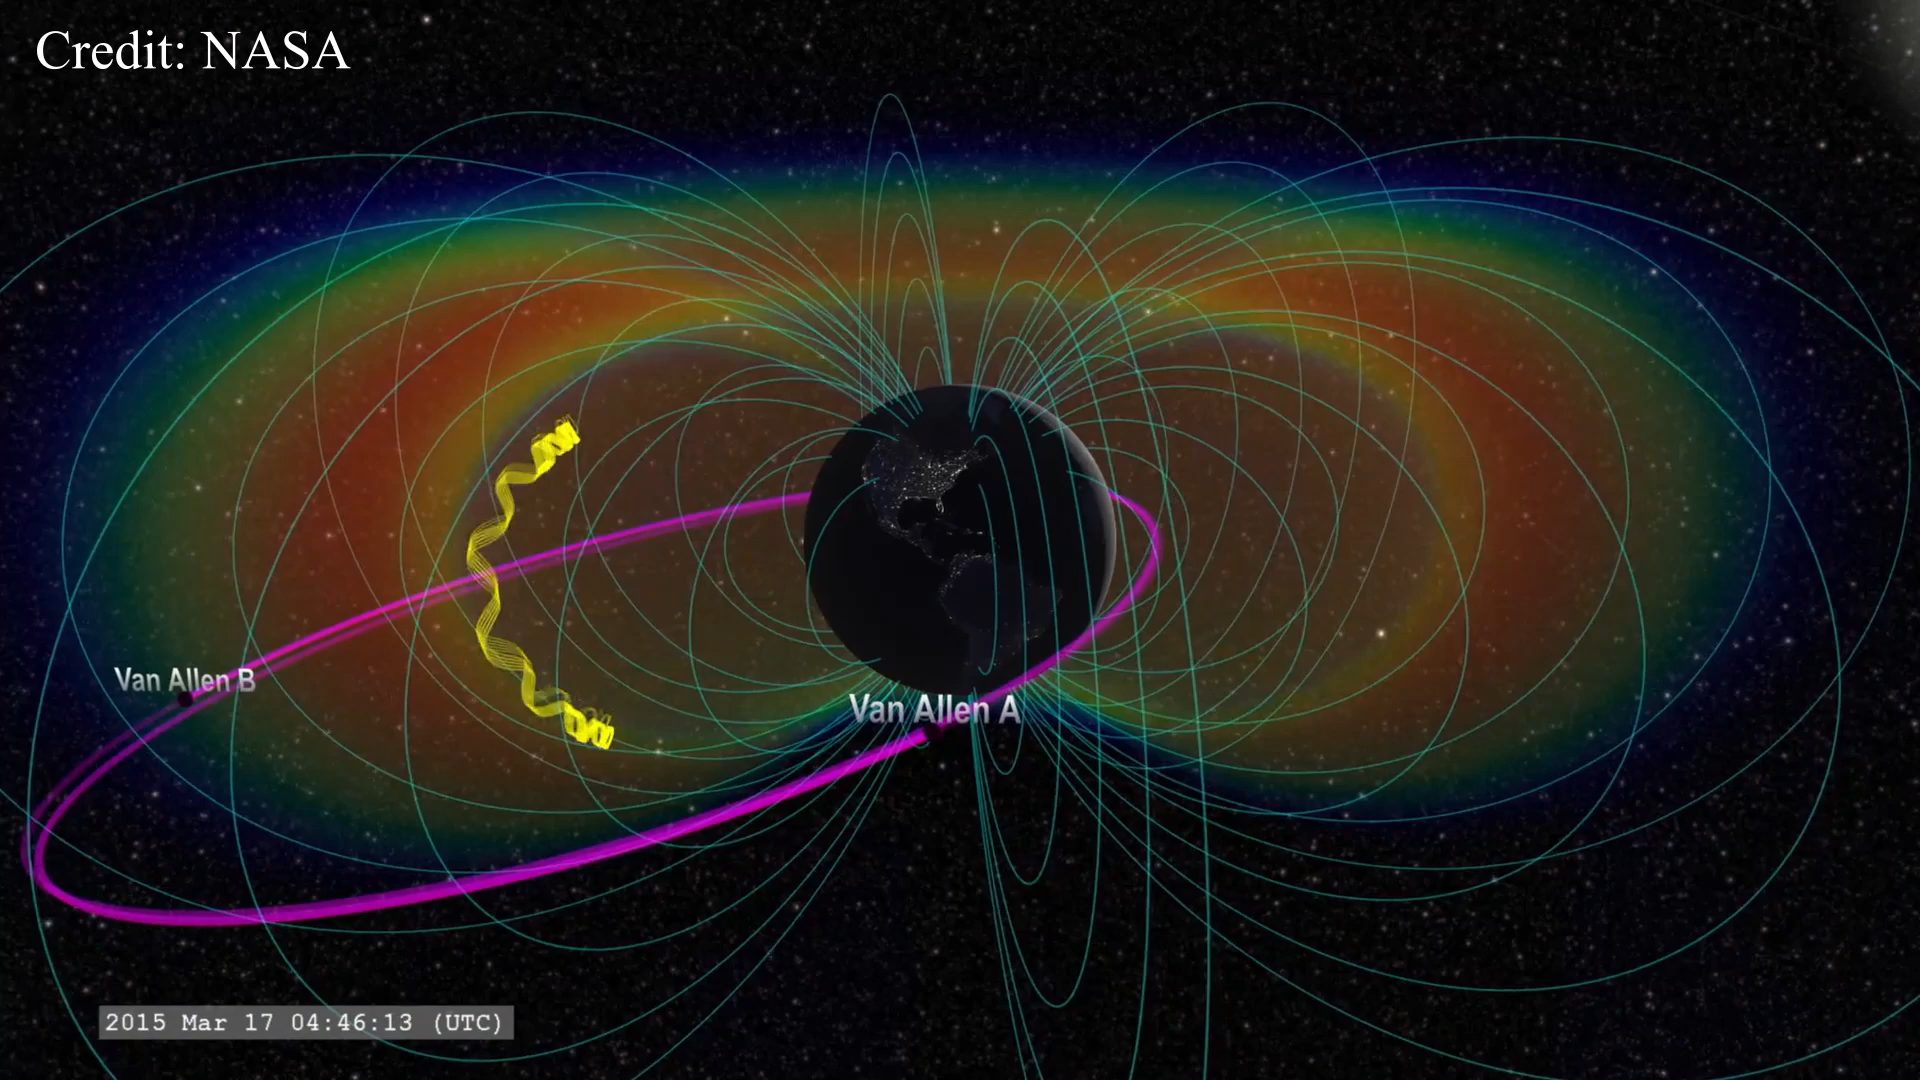 Credit: NASA
Van Allen B
Van Allen A
2015 Mar 17 04:46:13 (UTC)